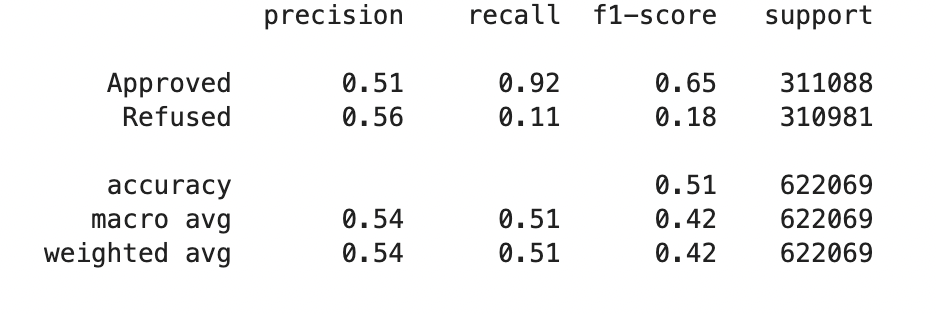 precision recall f1-score support
Approved 0.51 0.92 0.65 311088
Refused 0.56 0.11 0.18 310981
accuracy 0.51 622069
macro avg 0.54 0.51 0.42 622069
weighted avg 0.54 0.51 0.42 622069